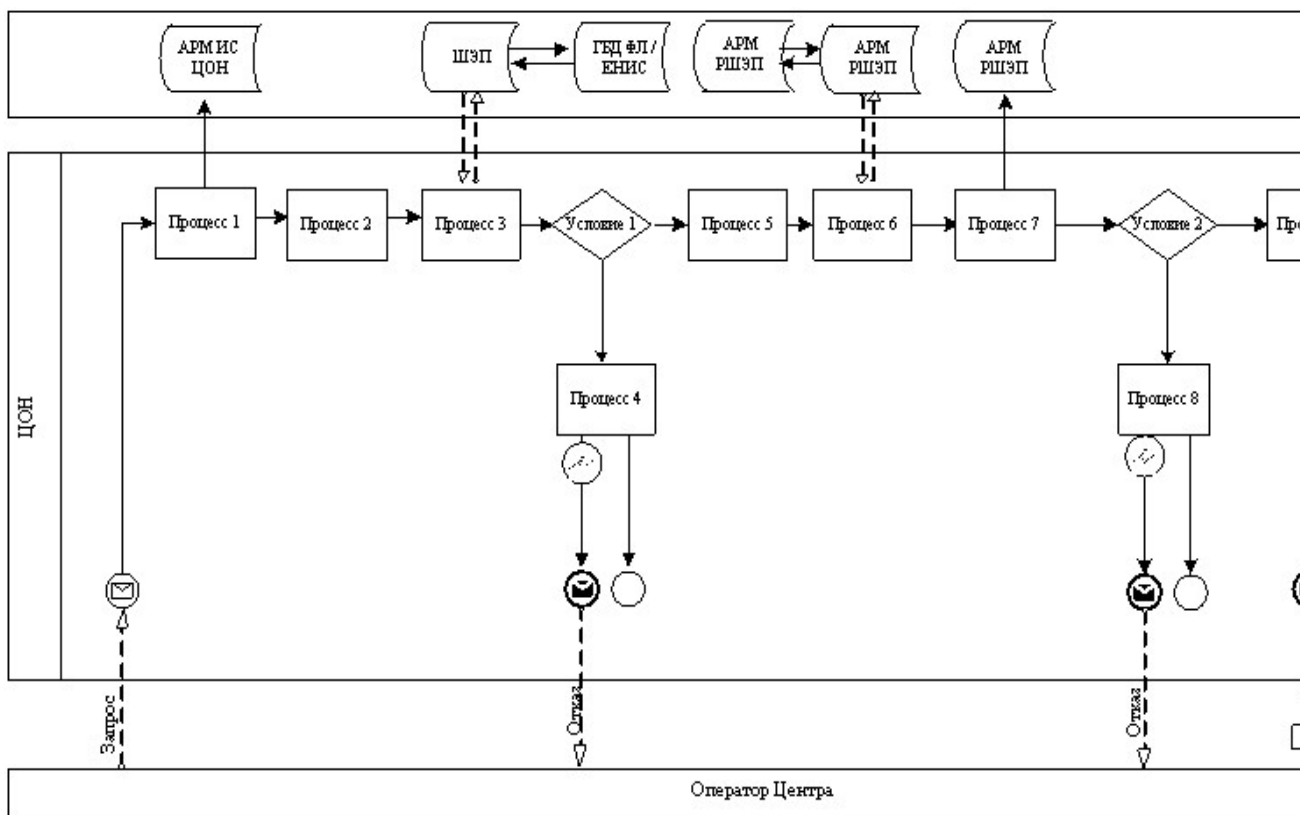 АРМ ИС
ЦОН
ШЭП
ГБД ФЛ /
ЕНИС
АРМ
РШЭП
АРМ
РШЭП
АРМ
РШЭП
Процесс 1
Процесс 2
Процесс 3
Условие 1
Процесс 5
Процесс 6
Процесс 7
Условие 2
Процесс 4
Процесс 8
ЦОН
Запрос
Отказ
Отказ
Оператор Центра